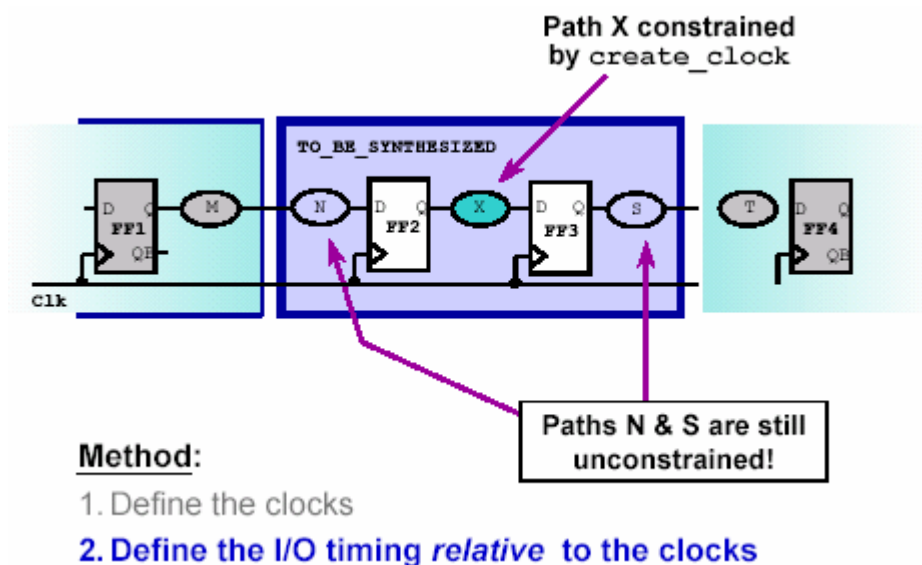 Path X constrained
by create_clock
TO_BE_SYNTHESIZED
D Q
FF1
QB
M
N
D Q
FF2
X
D Q
FF3
S
T
D Q
FF4
QB
Clk
Paths N & S are still
unconstrained!
Method:
1. Define the clocks
2. Define the I/O timing relative to the clocks